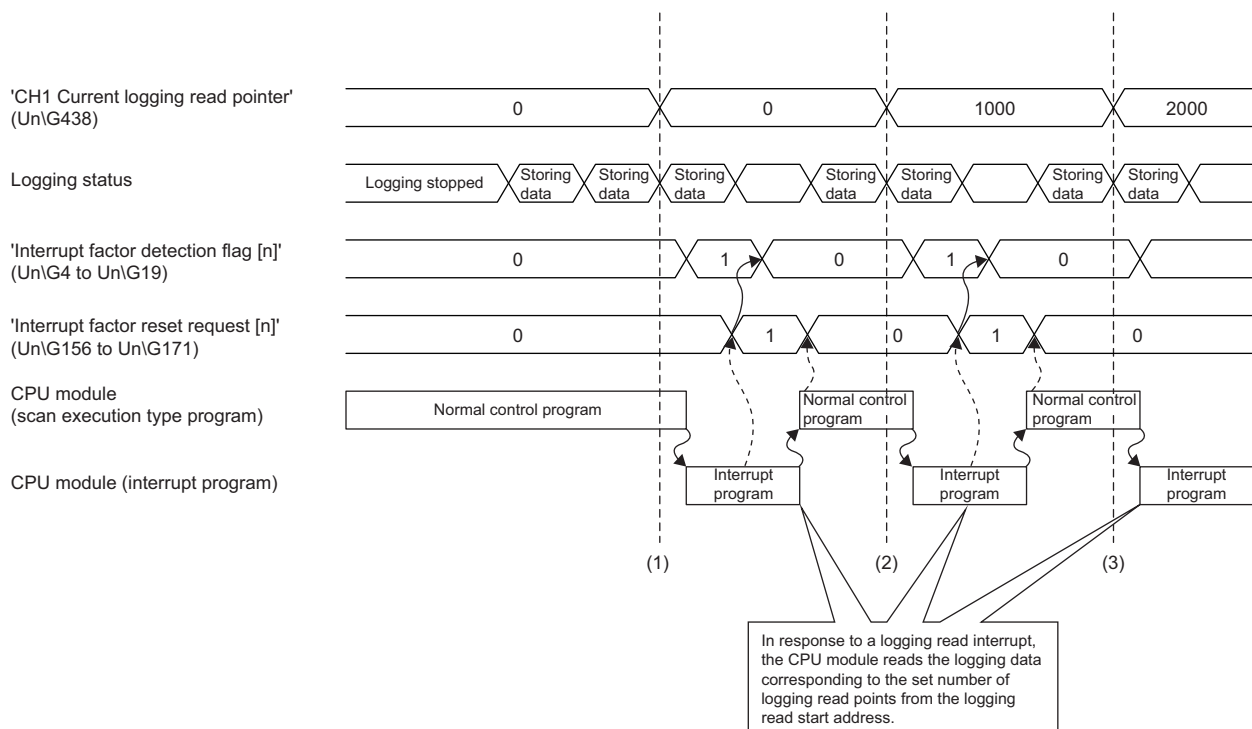 'CH1 Current logging read pointer'
(Un\G438)
0
0
1000
2000
Logging status
Logging stopped
Storing
data
Storing
data
Storing
data
Storing
data
Storing
data
Storing
data
Storing
data
'Interrupt factor detection flag [n]'
(Un\G4 to Un\G19)
0
1
0
1
0
'Interrupt factor reset request [n]'
(Un\G156 to Un\G171)
0
1
0
1
0
CPU module
(scan execution type program)
Normal control program
Normal control
program
Normal control
program
CPU module (interrupt program)
Interrupt
program
Interrupt
program
Interrupt
program
(1)
(2)
(3)
In response to a logging read interrupt,
the CPU module reads the logging data
corresponding to the set number of
logging read points from the logging
read start address.